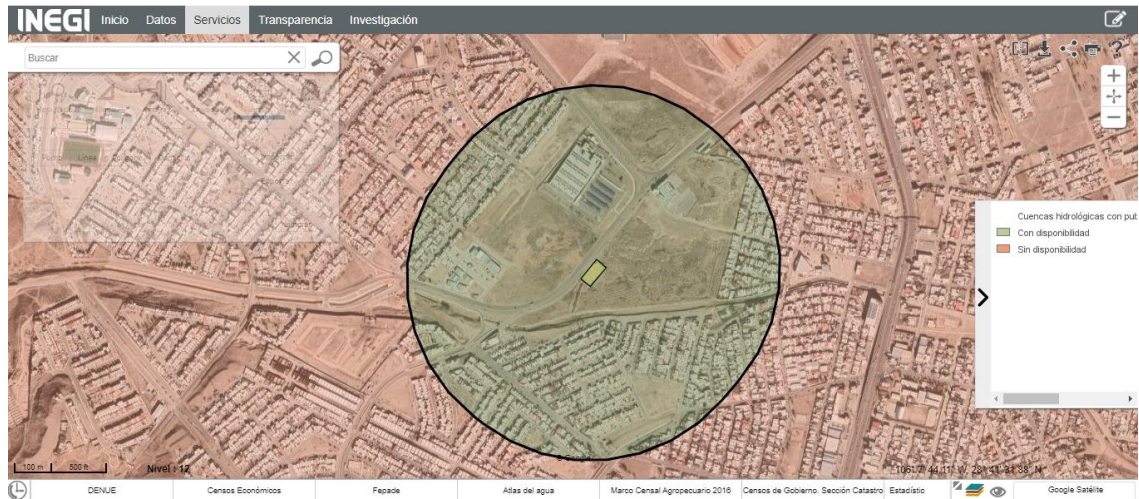 INEGI Inicio Datos Servicios Transparencia Investigación
Buscar
Cuencas hidrológicas con pub
Con disponibilidad
Sin disponibilidad
100 m 500 ft Nivel : 12
DENUE Censos Económicos Fepade Atlas del agua Marco Censal Agropecuario 2016 Censos de Gobierno. Sección Catastro Estadístic Google Satélite